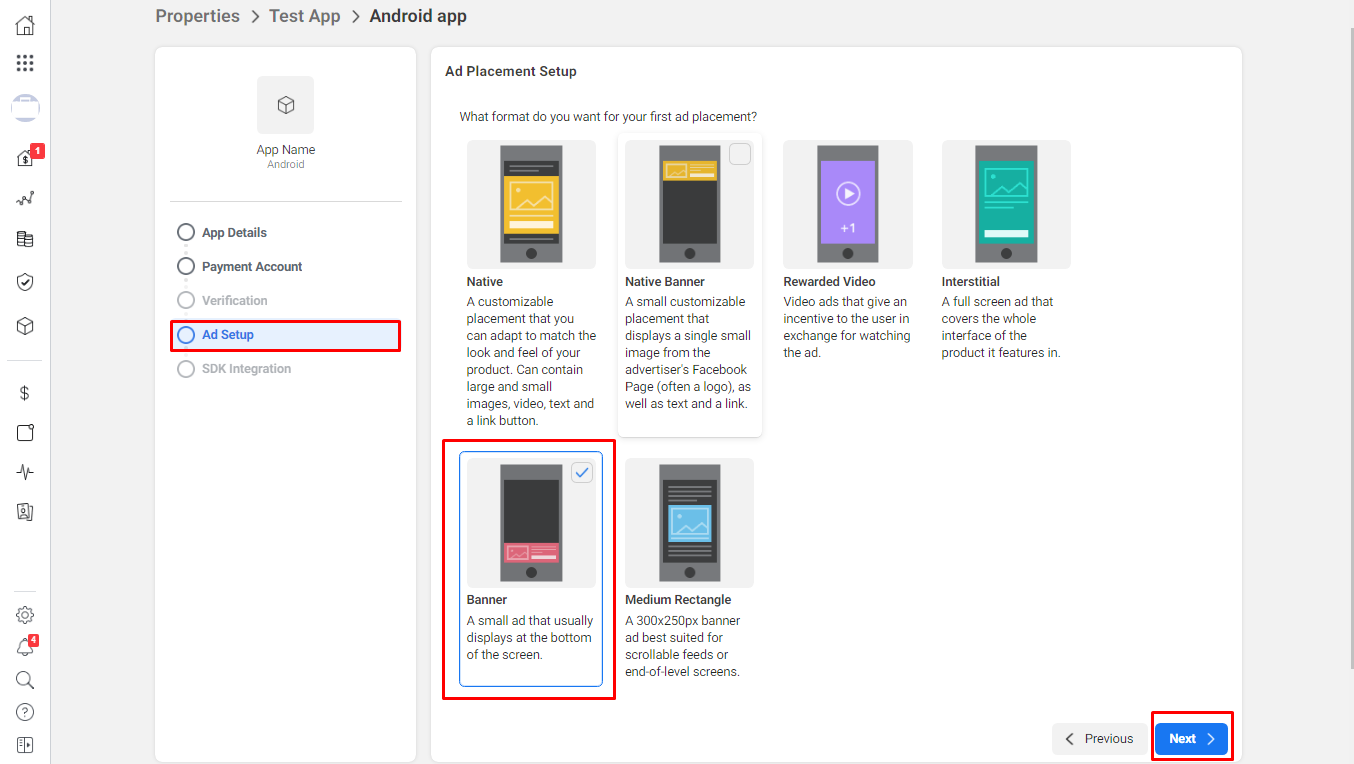 Properties > Test App > Android app
1
4
App Name
Android
App Details
Payment Account
Verification
Ad Setup
SDK Integration
Ad Placement Setup
What format do you want for your first ad placement?
Native
A customizable
placement that you
can adapt to match the
look and feel of your
product. Can contain
large and small
images, video, text and
a link button.
Native Banner
A small customizable
placement that
displays a single small
image from the
advertiser's Facebook
Page (often a logo), as
well as text and a link.
+1
Rewarded Video
Video ads that give an
incentive to the user in
exchange for watching
the ad.
Interstitial
A full screen ad that
covers the whole
interface of the
product it features in.
Banner
A small ad that usually
displays at the bottom
of the screen.
Medium Rectangle
A 300x250px banner
ad best suited for
scrollable feeds or
end-of-level screens.
Previous
Next